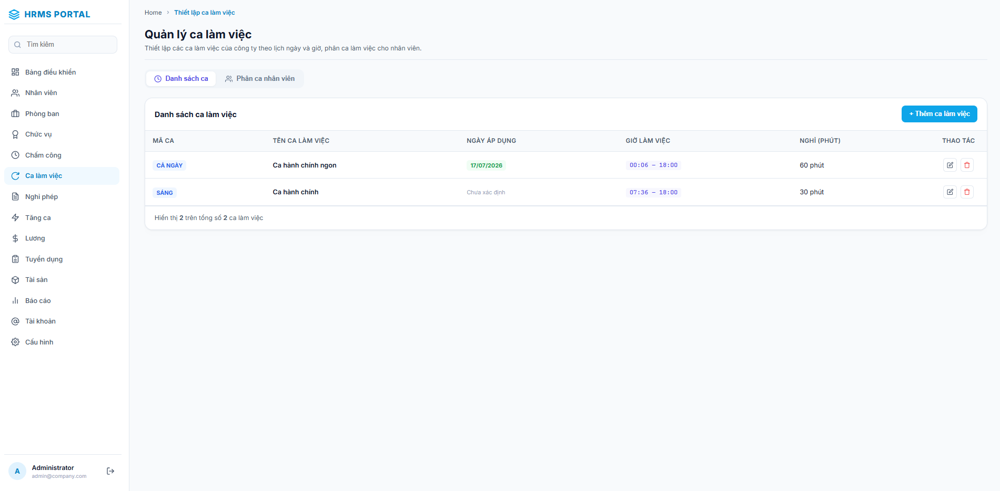 HRMS PORTAL
Tìm kiếm
Bảng điều khiển
Nhân viên
Phòng ban
Chức vụ
Chấm công
Ca làm việc
Nghỉ phép
Tăng ca
Lương
Tuyển dụng
Tài sản
Báo cáo
Tài khoản
Cấu hình
A
Administrator
admin@company.com
Home > Thiết lập ca làm việc
Quản lý ca làm việc
Thiết lập các ca làm việc của công ty theo lịch ngày và giờ, phân ca làm việc cho nhân viên.
Danh sách ca Phân ca nhân viên
Danh sách ca làm việc + Thêm ca làm việc
MÃ CA TÊN CA LÀM VIỆC NGÀY ÁP DỤNG GIỜ LÀM VIỆC NGHỈ (PHÚT) THAO TÁC
CẢ NGÀY Ca hành chính ngon 17/07/2026 00:06 – 18:00 60 phút
SÁNG Ca hành chính Chưa xác định 07:36 – 18:00 30 phút
Hiển thị 2 trên tổng số 2 ca làm việc